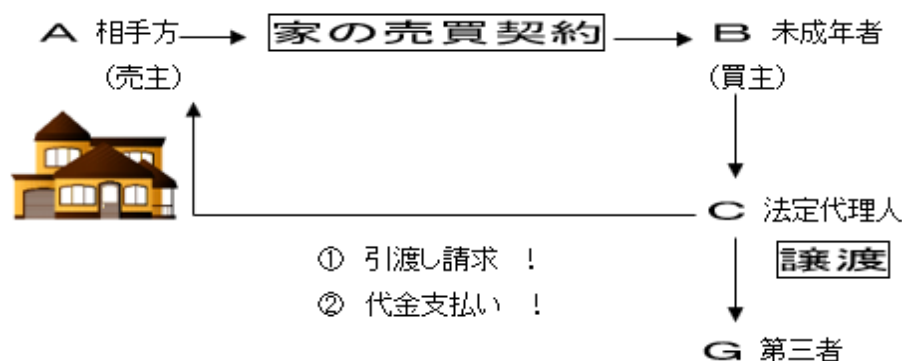 A 相手方 家の売買契約 B 未成年者
(売主) (買主)
C 法定代理人
① 引渡し請求 ! 譲渡
② 代金支払い !
G 第三者